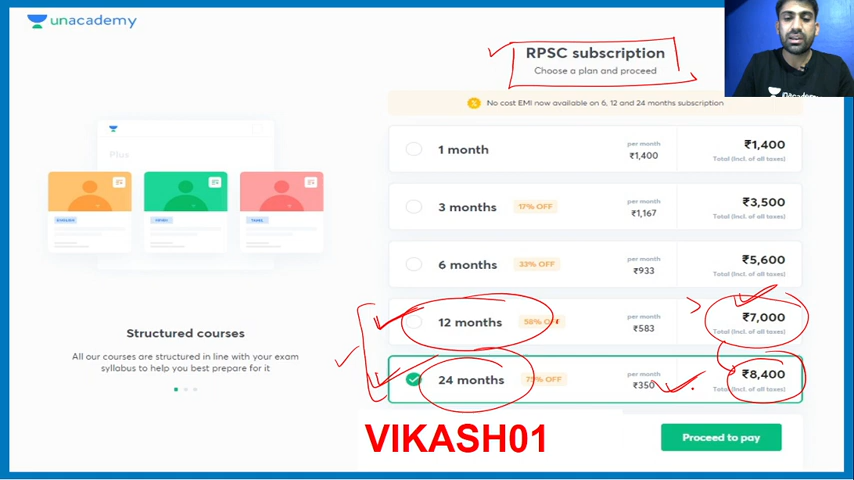 unacademy
RPSC subscription
Choose a plan and proceed
No cost EMI now available on 6, 12 and 24 months subscription
Plus
1 month
per month
₹1,400
₹1,400
Total (Incl. of all taxes)
3 months
17% OFF
per month
₹1,167
₹3,500
Total (Incl. of all taxes)
6 months
33% OFF
per month
₹933
₹5,600
Total (Incl. of all taxes)
12 months
58% OFF
per month
₹583
₹7,000
Total (Incl. of all taxes)
24 months
75% OFF
per month
₹350
₹8,400
Total (Incl. of all taxes)
Structured courses
All our courses are structured in line with your exam
syllabus to help you best prepare for it
VIKASH01
Proceed to pay